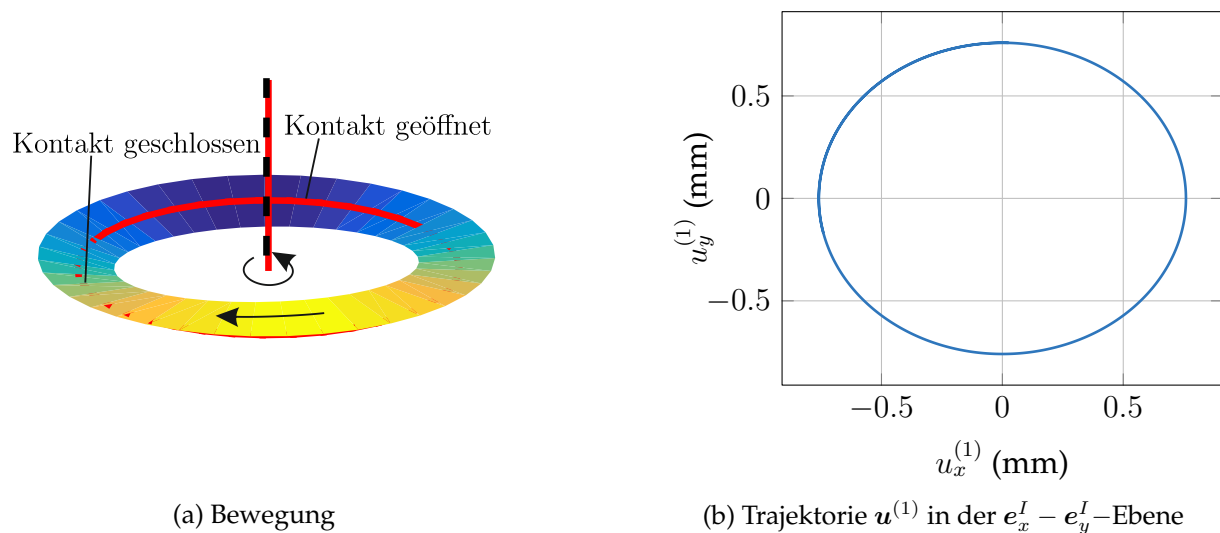 Kontakt geöffnet
Kontakt geschlossen
(a) Bewegung
u_y^{(1)} (mm)
0.5
0
−0.5
−0.5 0 0.5
u_x^{(1)} (mm)
(b) Trajektorie u^{(1)} in der e_x^I − e_y^I−Ebene